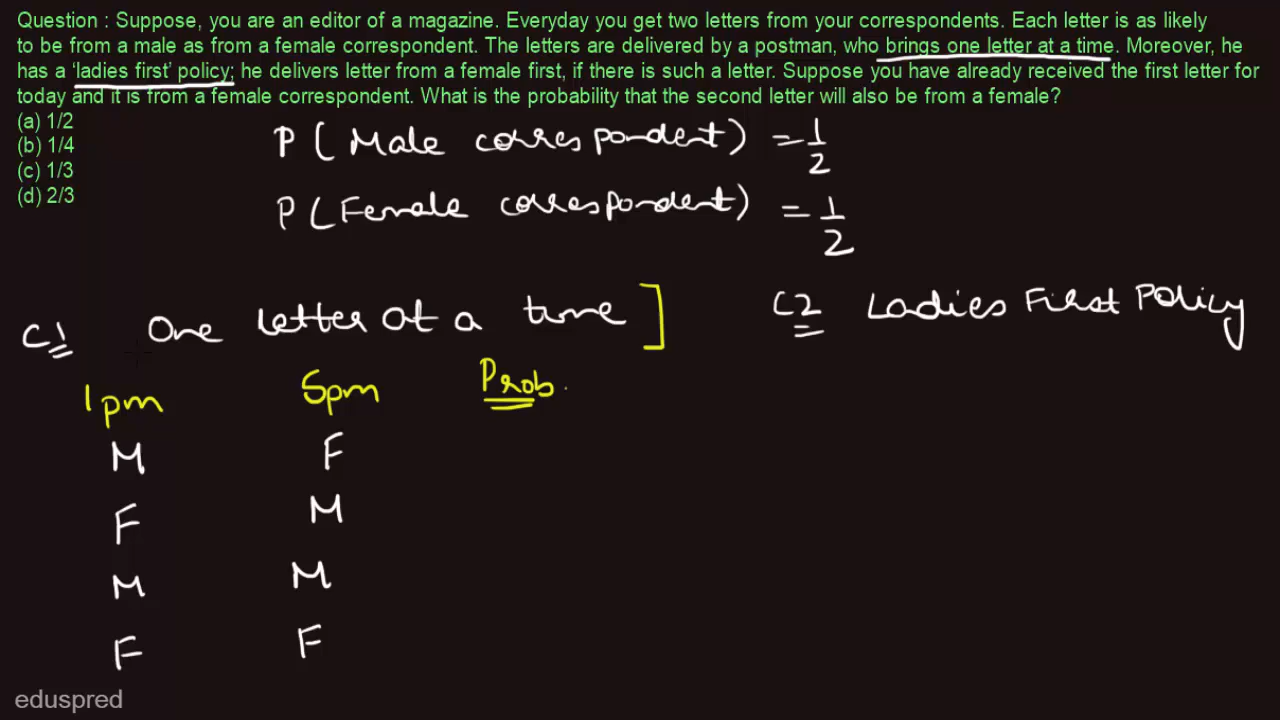 Question : Suppose, you are an editor of a magazine. Everyday you get two letters from your correspondents. Each letter is as likely
to be from a male as from a female correspondent. The letters are delivered by a postman, who brings one letter at a time. Moreover, he
has a ‘ladies first’ policy; he delivers letter from a female first, if there is such a letter. Suppose you have already received the first letter for
today and it is from a female correspondent. What is the probability that the second letter will also be from a female?
(a) 1/2
(b) 1/4
(c) 1/3
(d) 2/3
P ( Male correspondent ) = 1/2
P ( Female correspondent ) = 1/2
C1 One letter at a time ]
C2 Ladies First Policy
1pm 5pm Prob.
M F
F M
M M
F F
eduspred